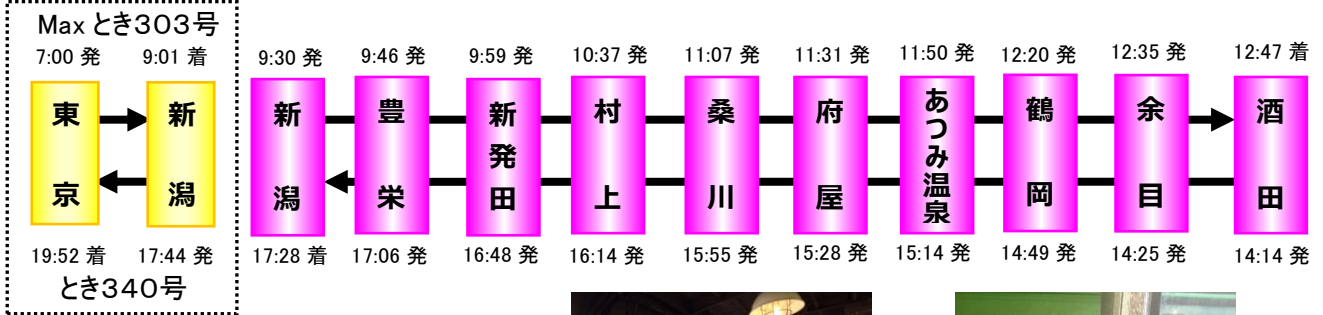 Max とき303号
7:00 発 9:01 着 9:30 発 9:46 発 9:59 発 10:37 発 11:07 発 11:31 発 11:50 発 12:20 発 12:35 発 12:47 着
東京 新潟 新潟 豊栄 新発田 村上 桑川 府屋 あつみ温泉 鶴岡 余目 酒田
19:52 着 17:44 発 17:28 着 17:06 発 16:48 発 16:14 発 15:55 発 15:28 発 15:14 発 14:49 発 14:25 発 14:14 発
とき340号